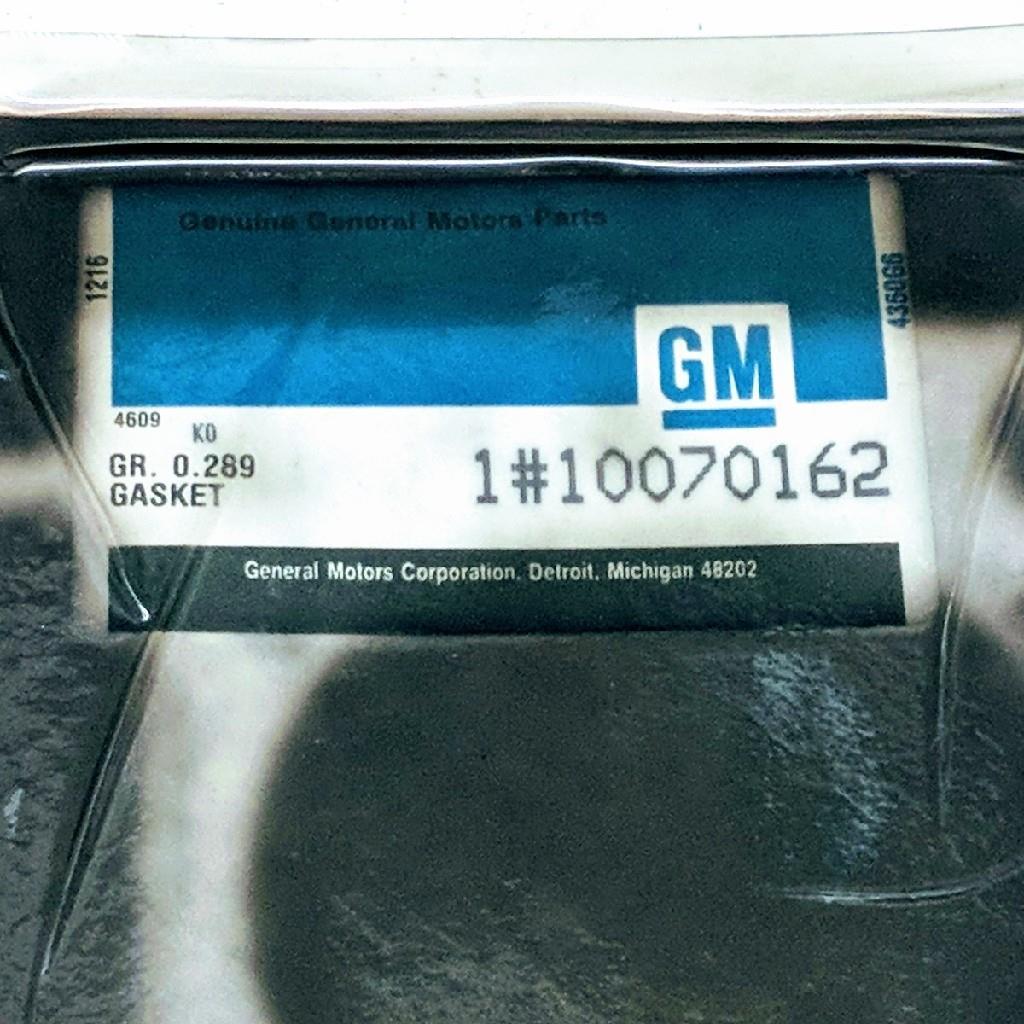 Genuine General Motors Parts
1216
4360G6
GM
4609
K0
GR. 0.289
GASKET
1#10070162
General Motors Corporation. Detroit. Michigan 48202